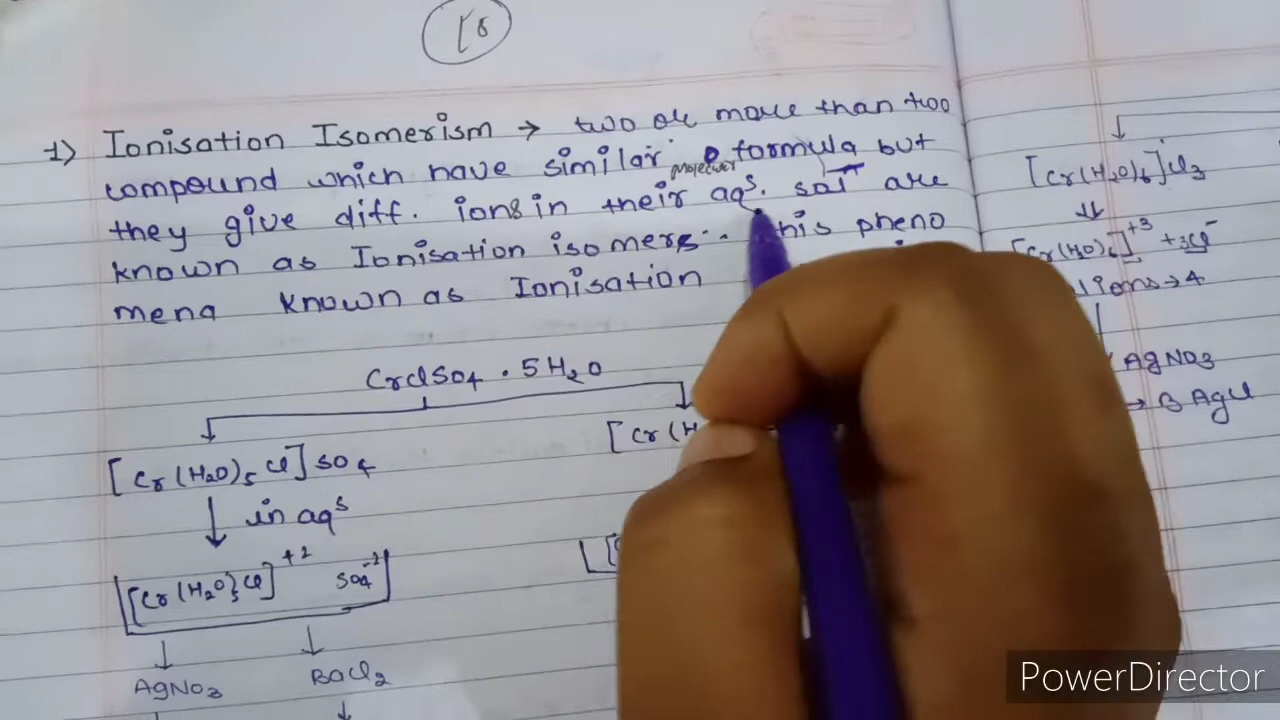 18
1) Ionisation Isomerism → two or more than two
compound which have similar molecular formula but
they give diff. ions in their aqs. sol are
known as Ionisation isomers. This pheno
mena known as Ionisation
CrClSO4 . 5H2O
[Cr(H2O)5Cl]SO4
[Cr(H
↓ in aqs
[[Cr(H2O)5Cl]+2 SO4-2]
AgNO3 BaCl2
[Cr(H2O)6]Cl3
[Cr(H2O)6]+3 + 3Cl-
ions → 4
AgNO3
→ 3 AgCl
PowerDirector